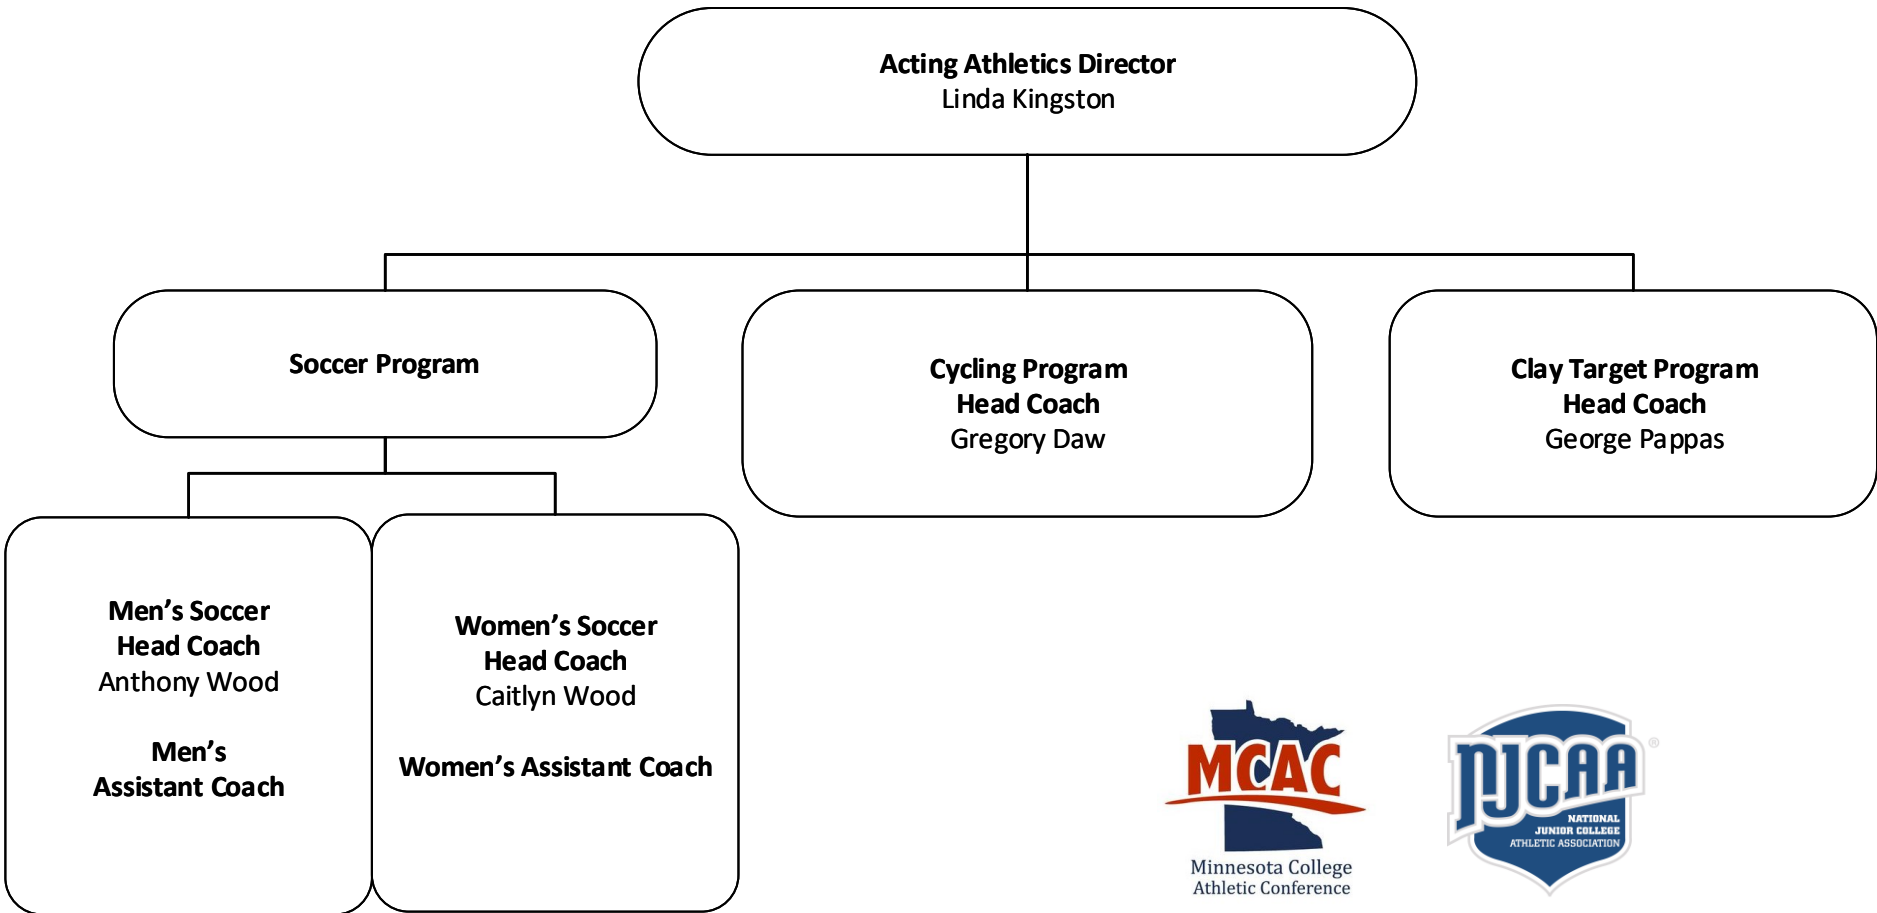 Acting Athletics Director
Linda Kingston
Soccer Program
Cycling Program
Head Coach
Gregory Daw
Clay Target Program
Head Coach
George Pappas
Men’s Soccer
Head Coach
Anthony Wood
Men’s
Assistant Coach
Women’s Soccer
Head Coach
Caitlyn Wood
Women’s Assistant Coach
MCAC
Minnesota College
Athletic Conference
NJCAA
®
NATIONAL
JUNIOR COLLEGE
ATHLETIC ASSOCIATION